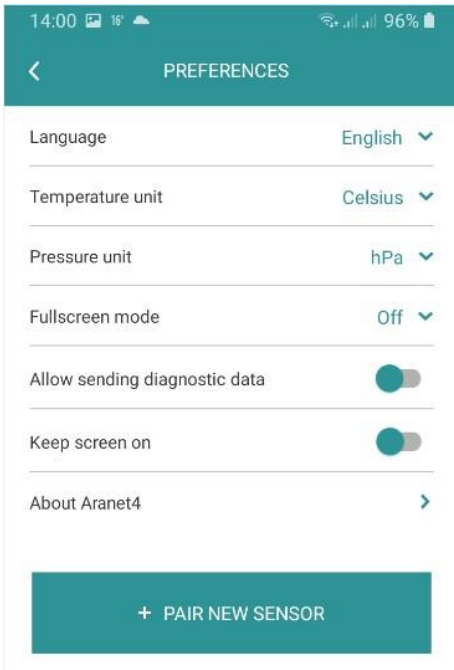 14:00 16° 96%
PREFERENCES
Language English
Temperature unit Celsius
Pressure unit hPa
Fullscreen mode Off
Allow sending diagnostic data
Keep screen on
About Aranet4
+ PAIR NEW SENSOR